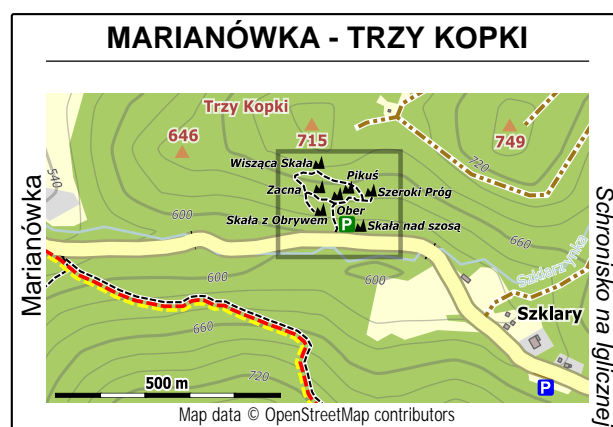 MARIANÓWKA - TRZY KOPKI
Trzy Kopki
646
715
749
720
540
Wisząca Skała
Pikuś
Zacna
Szeroki Próg
600
Skała z Obrywem
Ober
P
Skała nad szosą
660
600
600
Szklarzynka
660
Szklary
720
500 m
P
Marianówka
Schronisko na Iglicznej
Map data © OpenStreetMap contributors